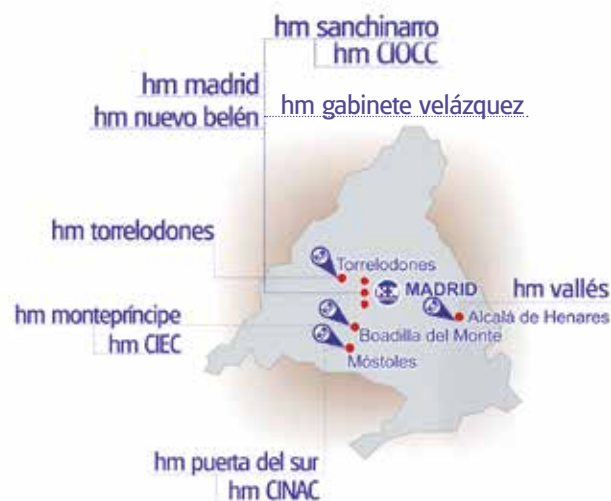 hm sanchinarro
hm CIOCC
hm madrid
hm nuevo belén
hm gabinete velázquez
hm torrelodones
Torrelodones
MADRID
hm vallés
Alcalá de Henares
hm montepríncipe
hm CIEC
Boadilla del Monte
Móstoles
hm puerta del sur
hm CINAC